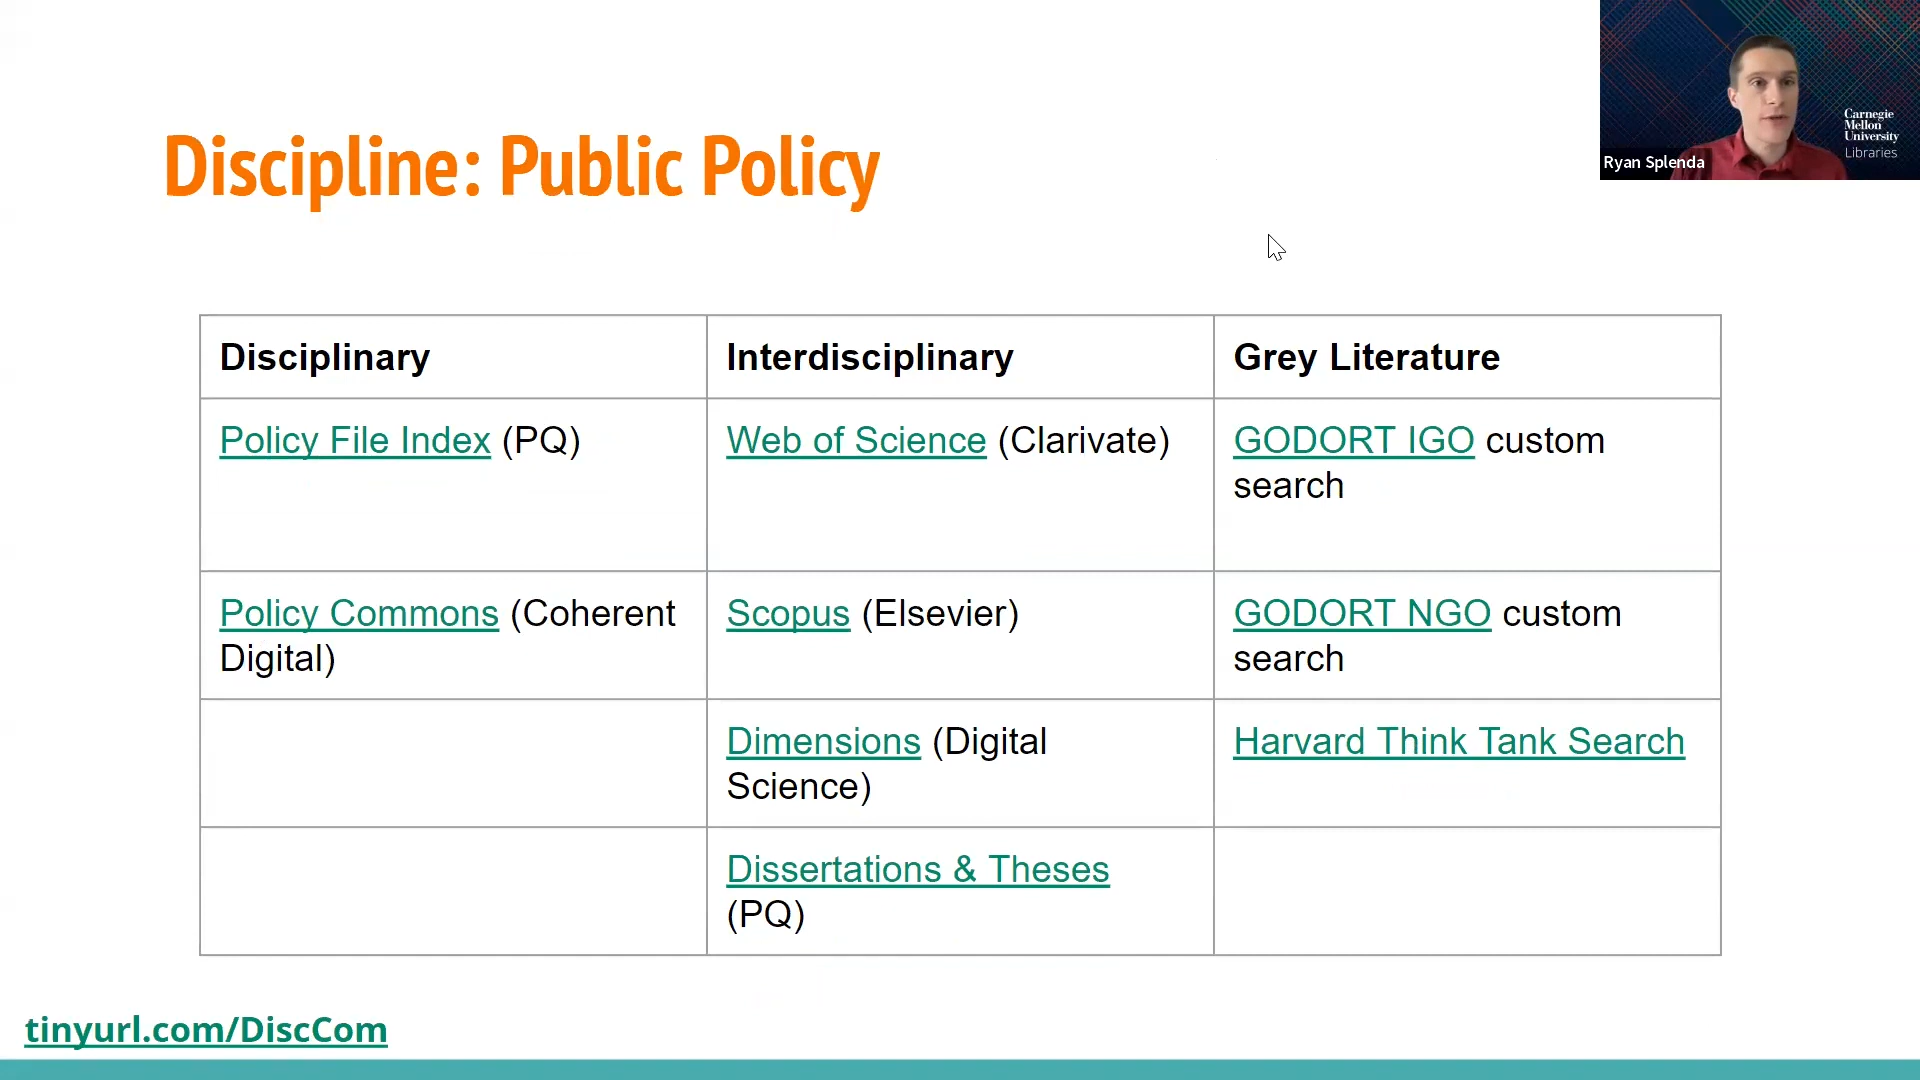 Discipline: Public Policy
Carnegie
Mellon
University
Libraries
Ryan Splenda
Disciplinary
Interdisciplinary
Grey Literature
Policy File Index (PQ)
Web of Science (Clarivate)
GODORT IGO custom
search
Policy Commons (Coherent
Digital)
Scopus (Elsevier)
GODORT NGO custom
search
Dimensions (Digital
Science)
Harvard Think Tank Search
Dissertations & Theses
(PQ)
tinyurl.com/DiscCom